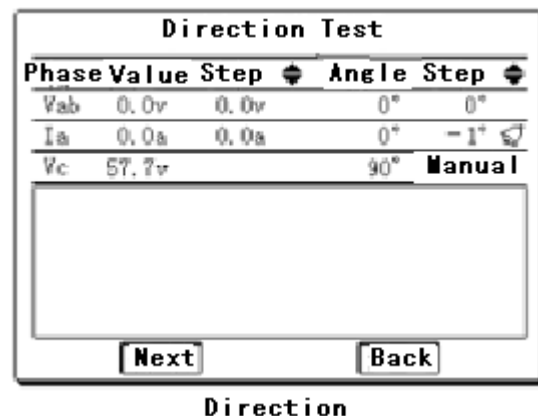 Direction Test
Phase Value Step Angle Step
Vab 0.0v 0.0v 0° 0°
Ia 0.0a 0.0a 0° -1°
Vc 57.7v 90° Manual
Next Back
Direction